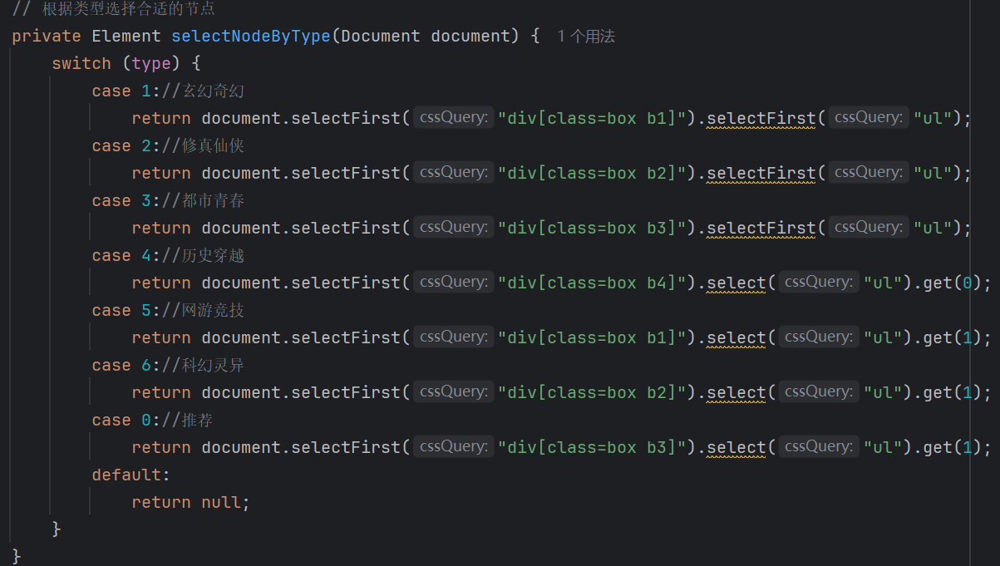 // 根据类型选择合适的节点
private Element selectNodeByType(Document document) { 1 个用法
switch (type) {
case 1://玄幻奇幻
return document.selectFirst( cssQuery: "div[class=box b1]").selectFirst( cssQuery: "ul");
case 2://修真仙侠
return document.selectFirst( cssQuery: "div[class=box b2]").selectFirst( cssQuery: "ul");
case 3://都市青春
return document.selectFirst( cssQuery: "div[class=box b3]").selectFirst( cssQuery: "ul");
case 4://历史穿越
return document.selectFirst( cssQuery: "div[class=box b4]").select( cssQuery: "ul").get(0);
case 5://网游竞技
return document.selectFirst( cssQuery: "div[class=box b1]").select( cssQuery: "ul").get(1);
case 6://科幻灵异
return document.selectFirst( cssQuery: "div[class=box b2]").select( cssQuery: "ul").get(1);
case 0://推荐
return document.selectFirst( cssQuery: "div[class=box b3]").select( cssQuery: "ul").get(1);
default:
return null;
}
}